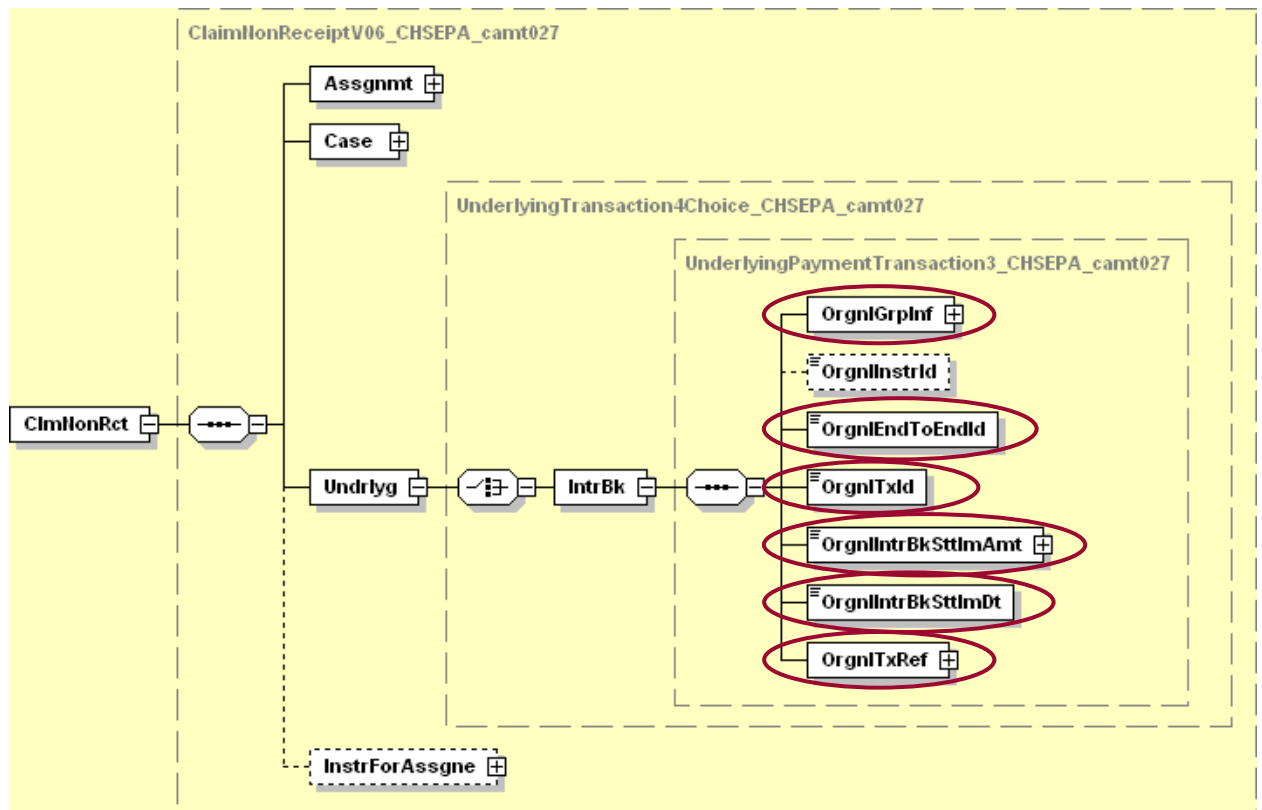 ClaimNonReceiptV06_CHSEPA_camt027
Assgnmt
Case
UnderlyingTransaction4Choice_CHSEPA_camt027
UnderlyingPaymentTransaction3_CHSEPA_camt027
OrgnlGrpInf
OrgnlInstrId
ClmNonRct
OrgnlEndToEndId
Undrlyg
IntrBk
OrgnlTxId
OrgnlIntrBkSttlmAmt
OrgnlIntrBkSttlmDt
OrgnlTxRef
InstrForAssgne